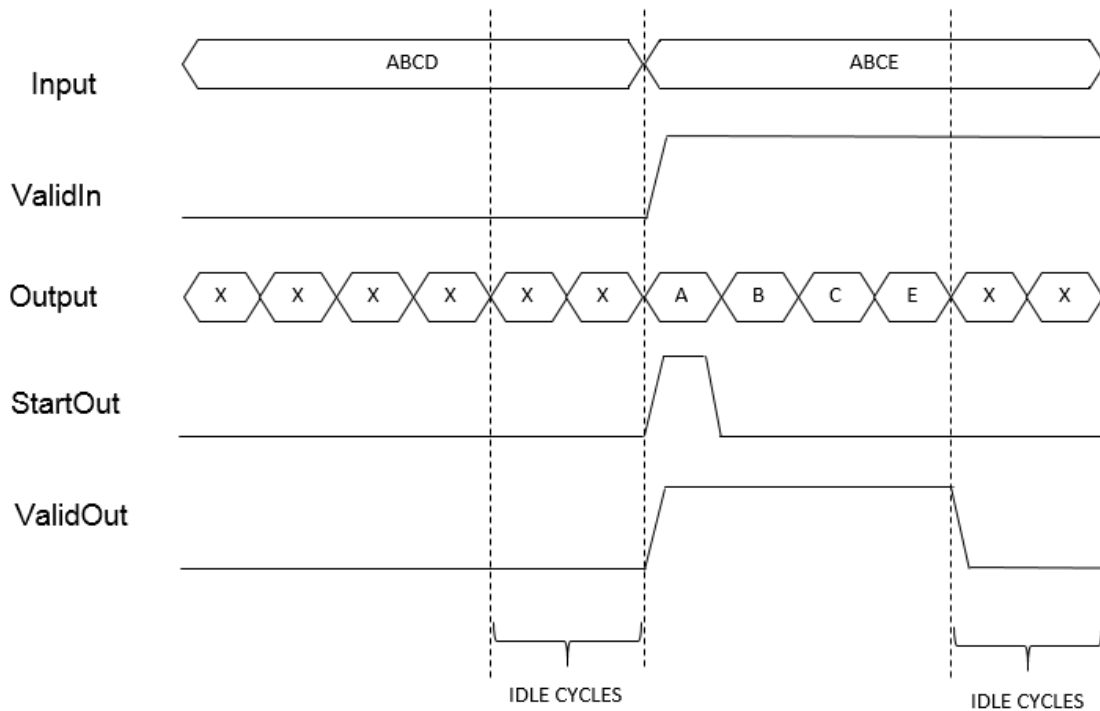 Input
ABCD
ABCE
ValidIn
Output
X X X X X X A B C E X X
StartOut
ValidOut
IDLE CYCLES
IDLE CYCLES